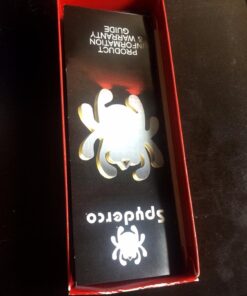 PRODUCT
INFORMATION
& WARRANTY
GUIDE
Spyderco